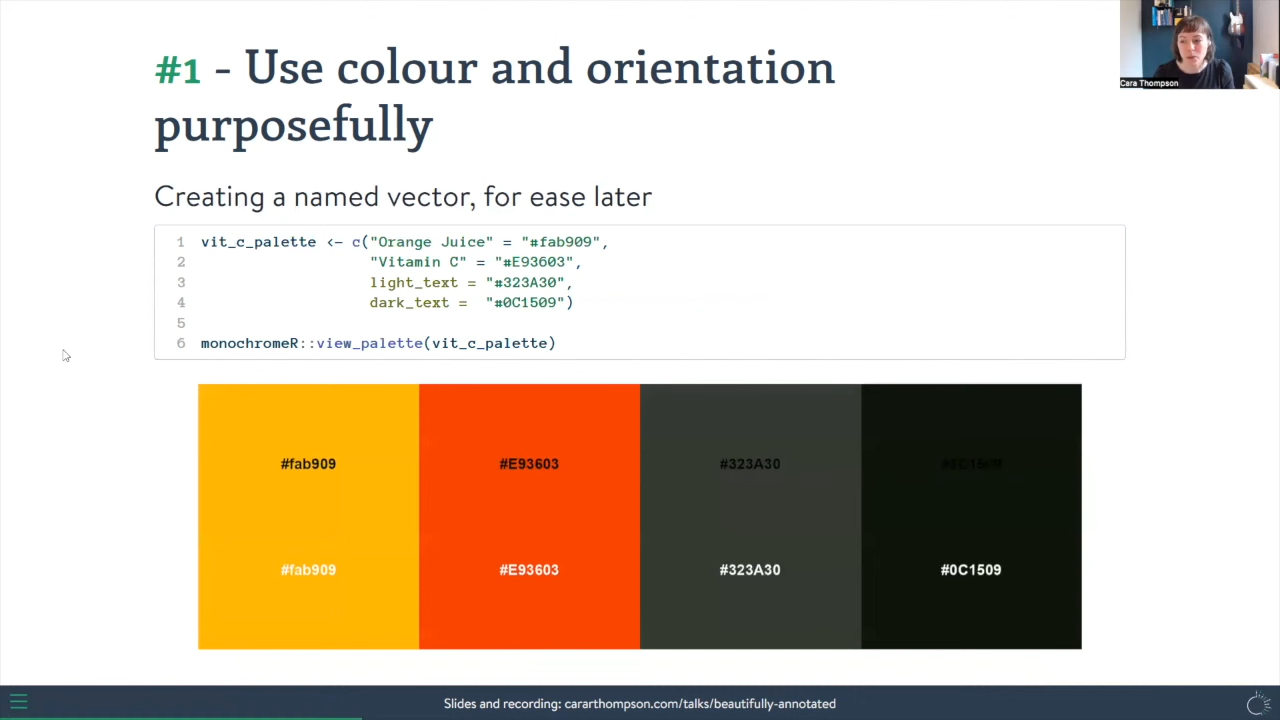 #1 - Use colour and orientation
purposefully
Cara Thompson
Creating a named vector, for ease later
1 vit_c_palette <- c("Orange Juice" = "#fab909",
2 "Vitamin C" = "#E93603",
3 light_text = "#323A30",
4 dark_text =  "#0C1509")
5
6 monochromeR::view_palette(vit_c_palette)
#fab909 #E93603 #323A30 #0C1509
#fab909 #E93603 #323A30 #0C1509
Slides and recording: cararthompson.com/talks/beautifully-annotated